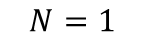 N = 1